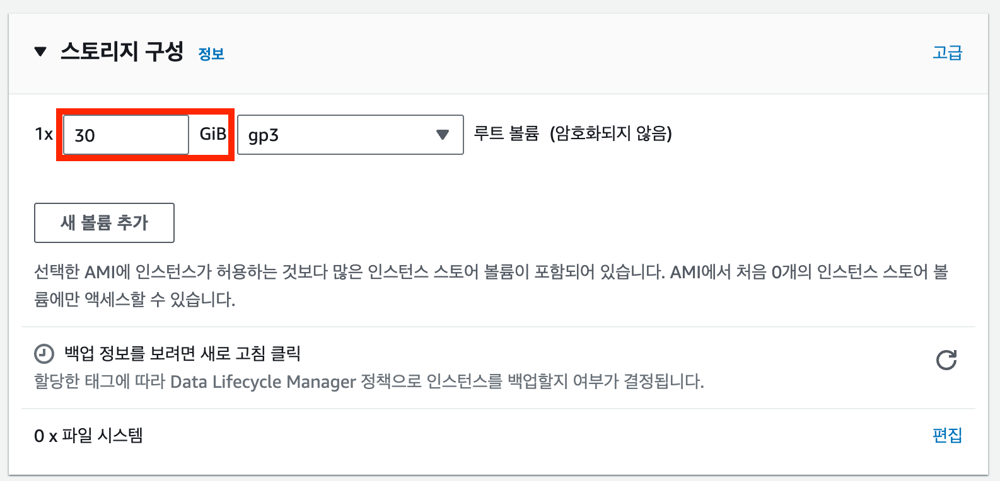 ▼ 스토리지 구성 정보 고급
1x 30 GiB gp3 ▼ 루트 볼륨 (암호화되지 않음)
새 볼륨 추가
선택한 AMI에 인스턴스가 허용하는 것보다 많은 인스턴스 스토어 볼륨이 포함되어 있습니다. AMI에서 처음 0개의 인스턴스 스토어 볼
륨에만 액세스할 수 있습니다.
백업 정보를 보려면 새로 고침 클릭
할당한 태그에 따라 Data Lifecycle Manager 정책으로 인스턴스를 백업할지 여부가 결정됩니다.
0 x 파일 시스템 편집